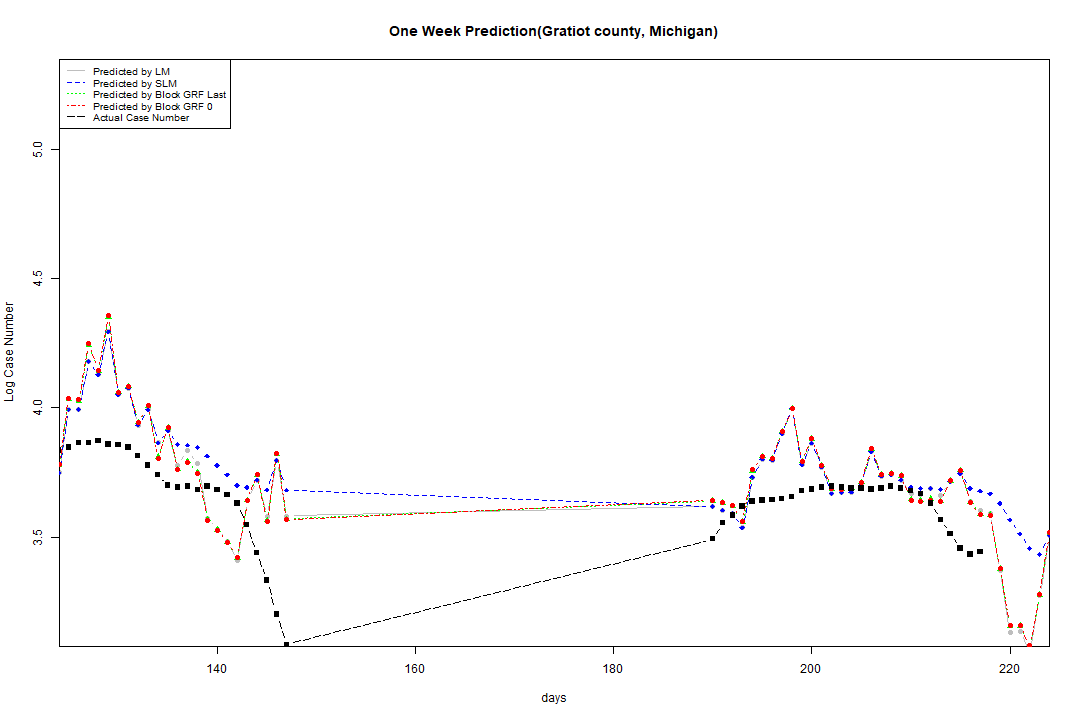 One Week Prediction(Gratiot county, Michigan)
Predicted by LM
Predicted by SLM
Predicted by Block GRF Last
Predicted by Block GRF 0
Actual Case Number
5.0
4.5
4.0
3.5
Log Case Number
140 160 180 200 220
days